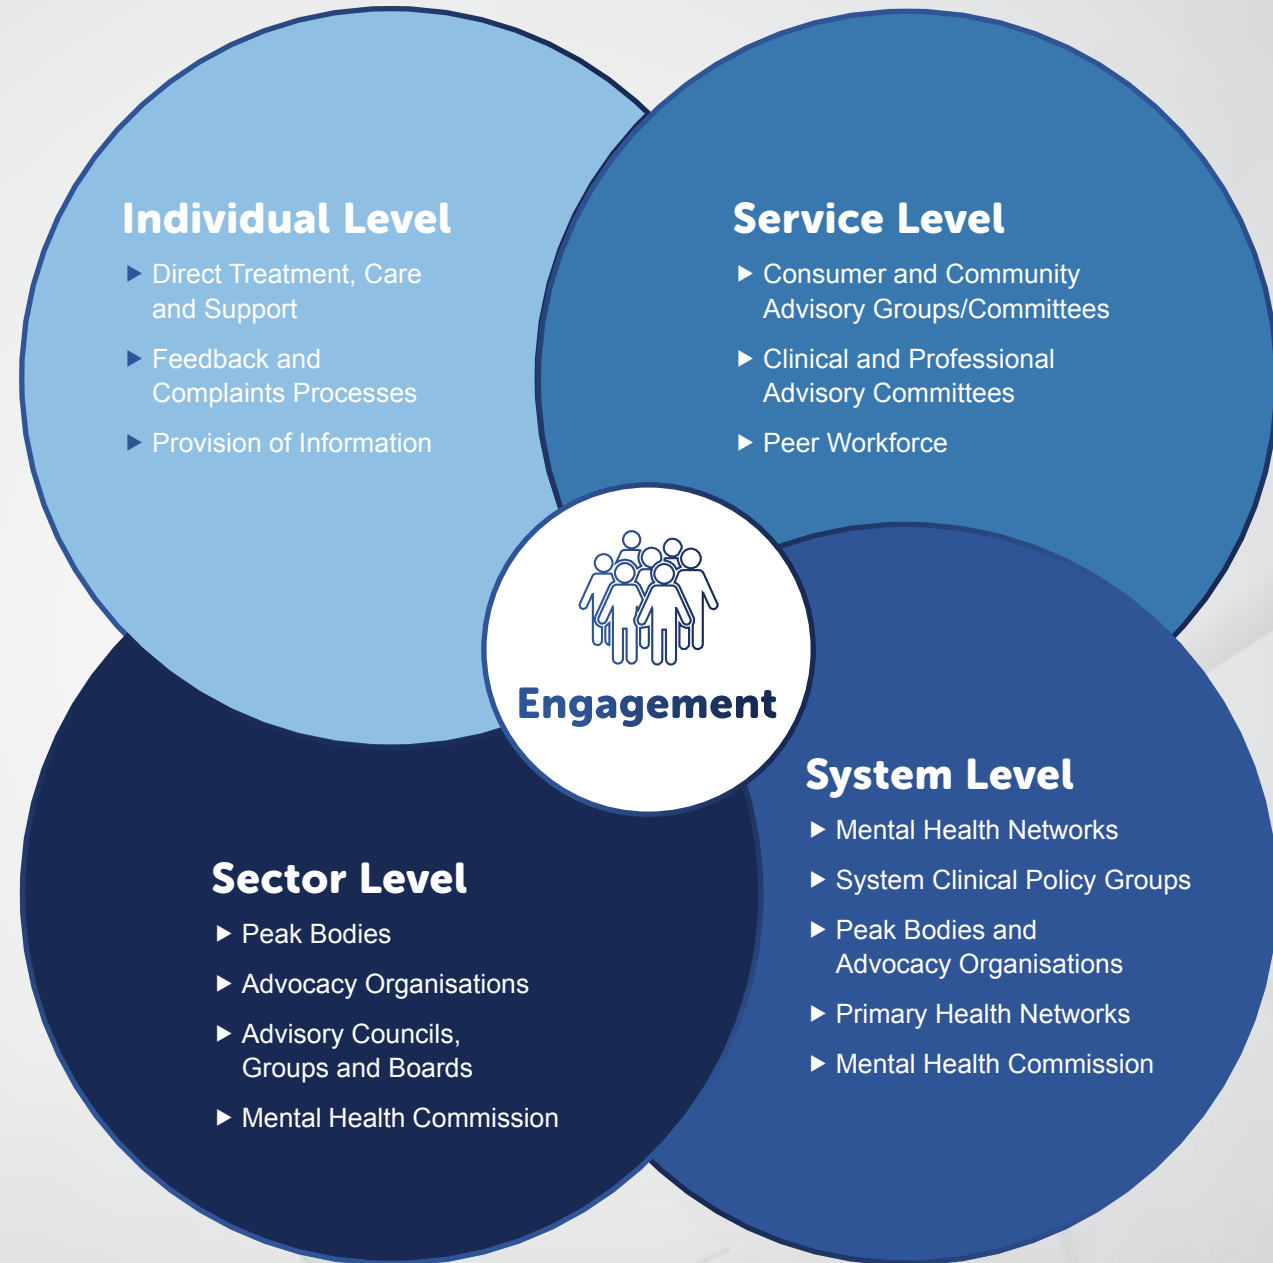 Individual Level
Direct Treatment, Care
and Support
Feedback and
Complaints Processes
Provision of Information
Service Level
Consumer and Community
Advisory Groups/Committees
Clinical and Professional
Advisory Committees
Peer Workforce
Engagement
Sector Level
Peak Bodies
Advocacy Organisations
Advisory Councils,
Groups and Boards
Mental Health Commission
System Level
Mental Health Networks
System Clinical Policy Groups
Peak Bodies and
Advocacy Organisations
Primary Health Networks
Mental Health Commission